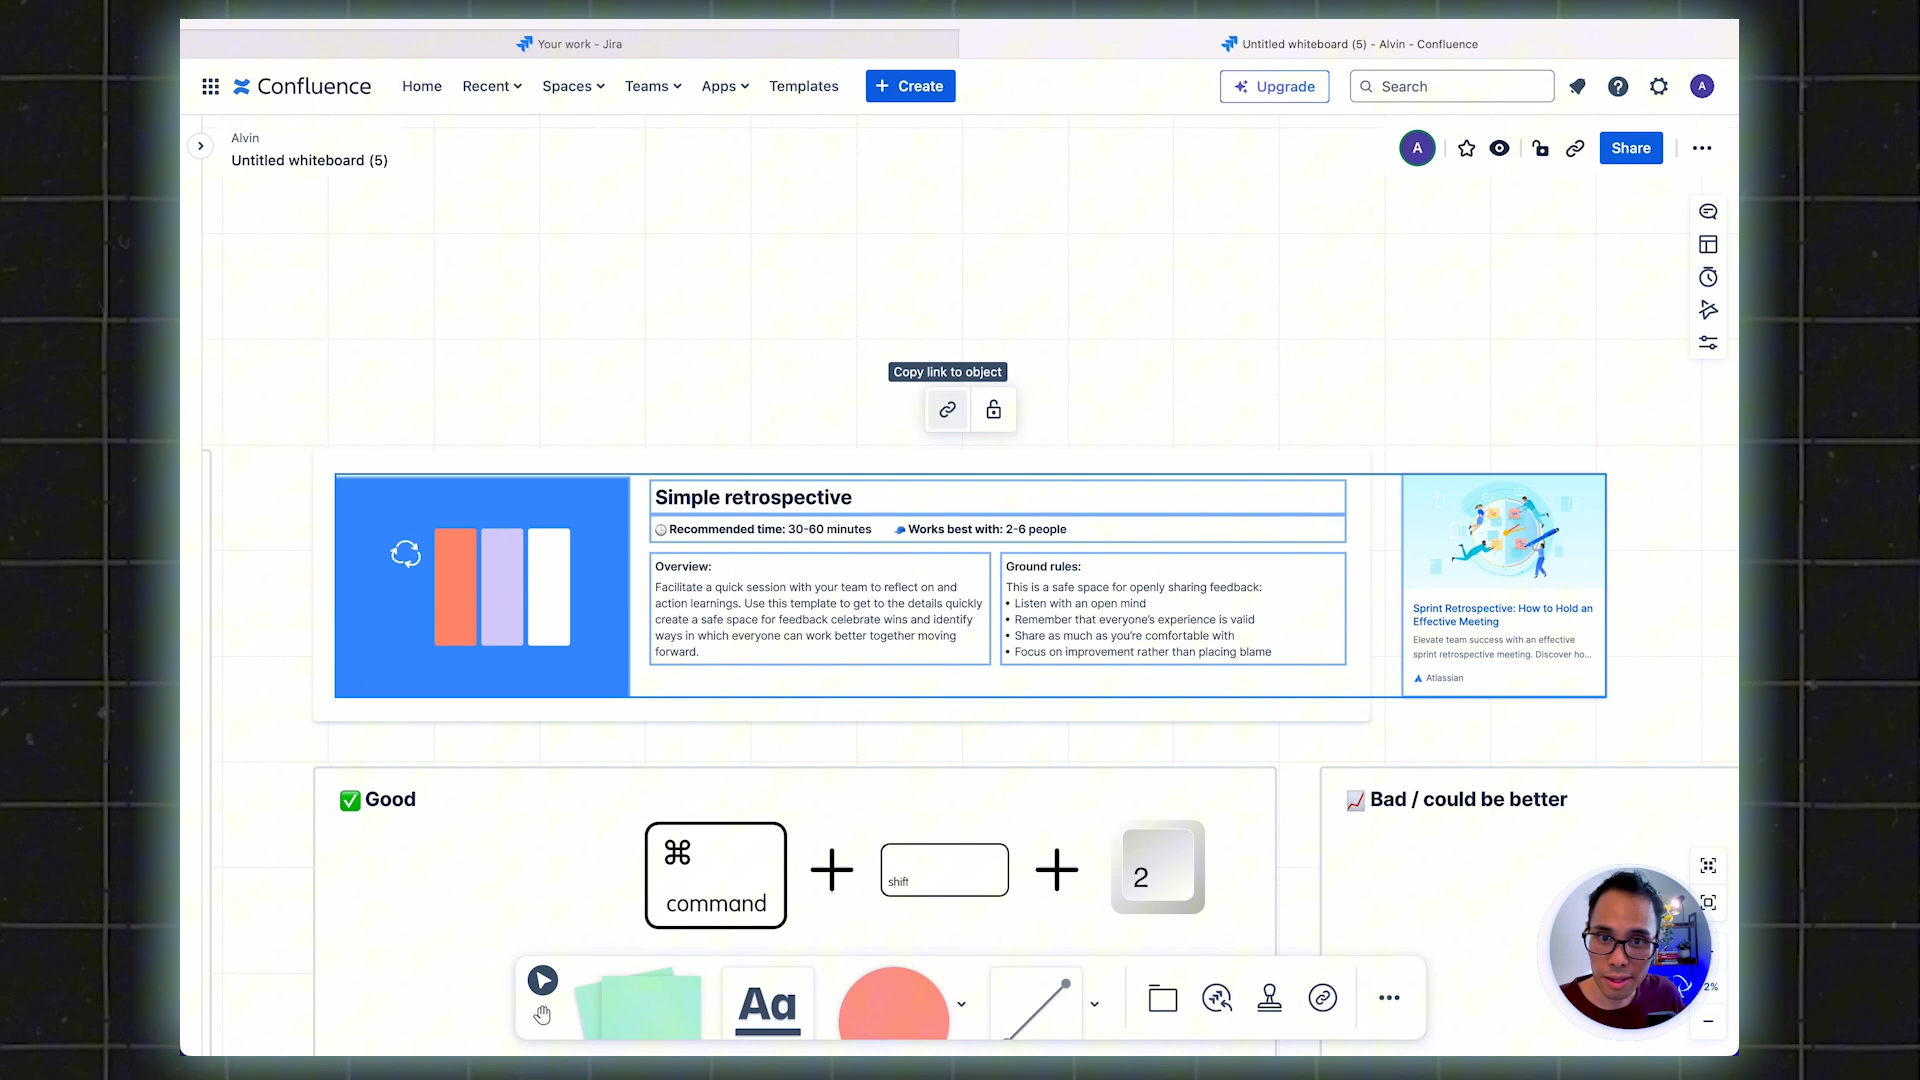 Your work - Jira
Untitled whiteboard (5) - Alvin - Confluence
Confluence
Home
Recent
Spaces
Teams
Apps
Templates
+ Create
Upgrade
Search
A
Alvin
Untitled whiteboard (5)
A
Share
Copy link to object
Simple retrospective
Recommended time: 30-60 minutes
Works best with: 2-6 people
Overview:
Facilitate a quick session with your team to reflect on and
action learnings. Use this template to get to the details quickly
create a safe space for feedback celebrate wins and identify
ways in which everyone can work better together moving
forward.
Ground rules:
This is a safe space for openly sharing feedback:
• Listen with an open mind
• Remember that everyone's experience is valid
• Share as much as you're comfortable with
• Focus on improvement rather than placing blame
Sprint Retrospective: How to Hold an
Effective Meeting
Elevate team success with an effective
sprint retrospective meeting. Discover ho...
Atlassian
Good
Bad / could be better
⌘
command
+
shift
+
2
Aa